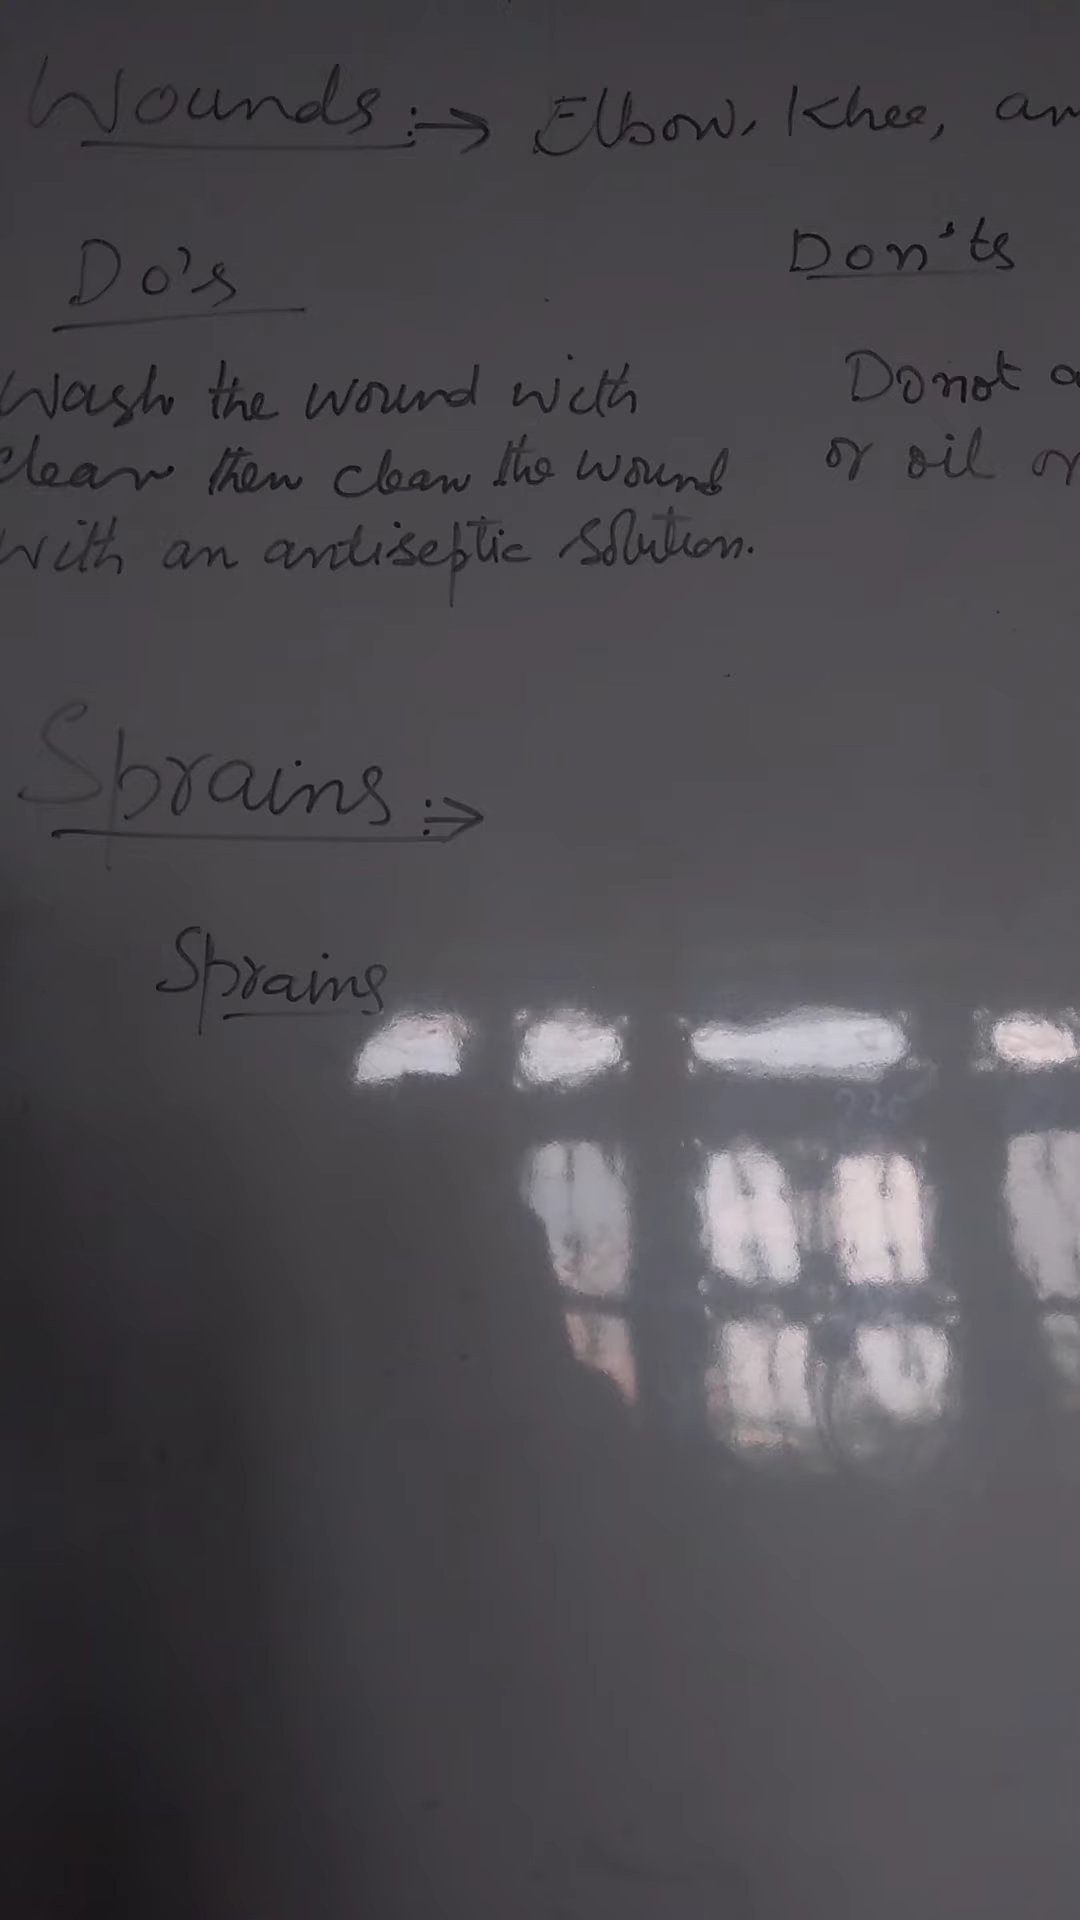 Wounds :→ Elbow, Knee, an
Do's
Don'ts
Wash the wound with
clean then clean the wound
with an antiseptic solution.
Donot a
or oil or
Sprains :→
Sprains